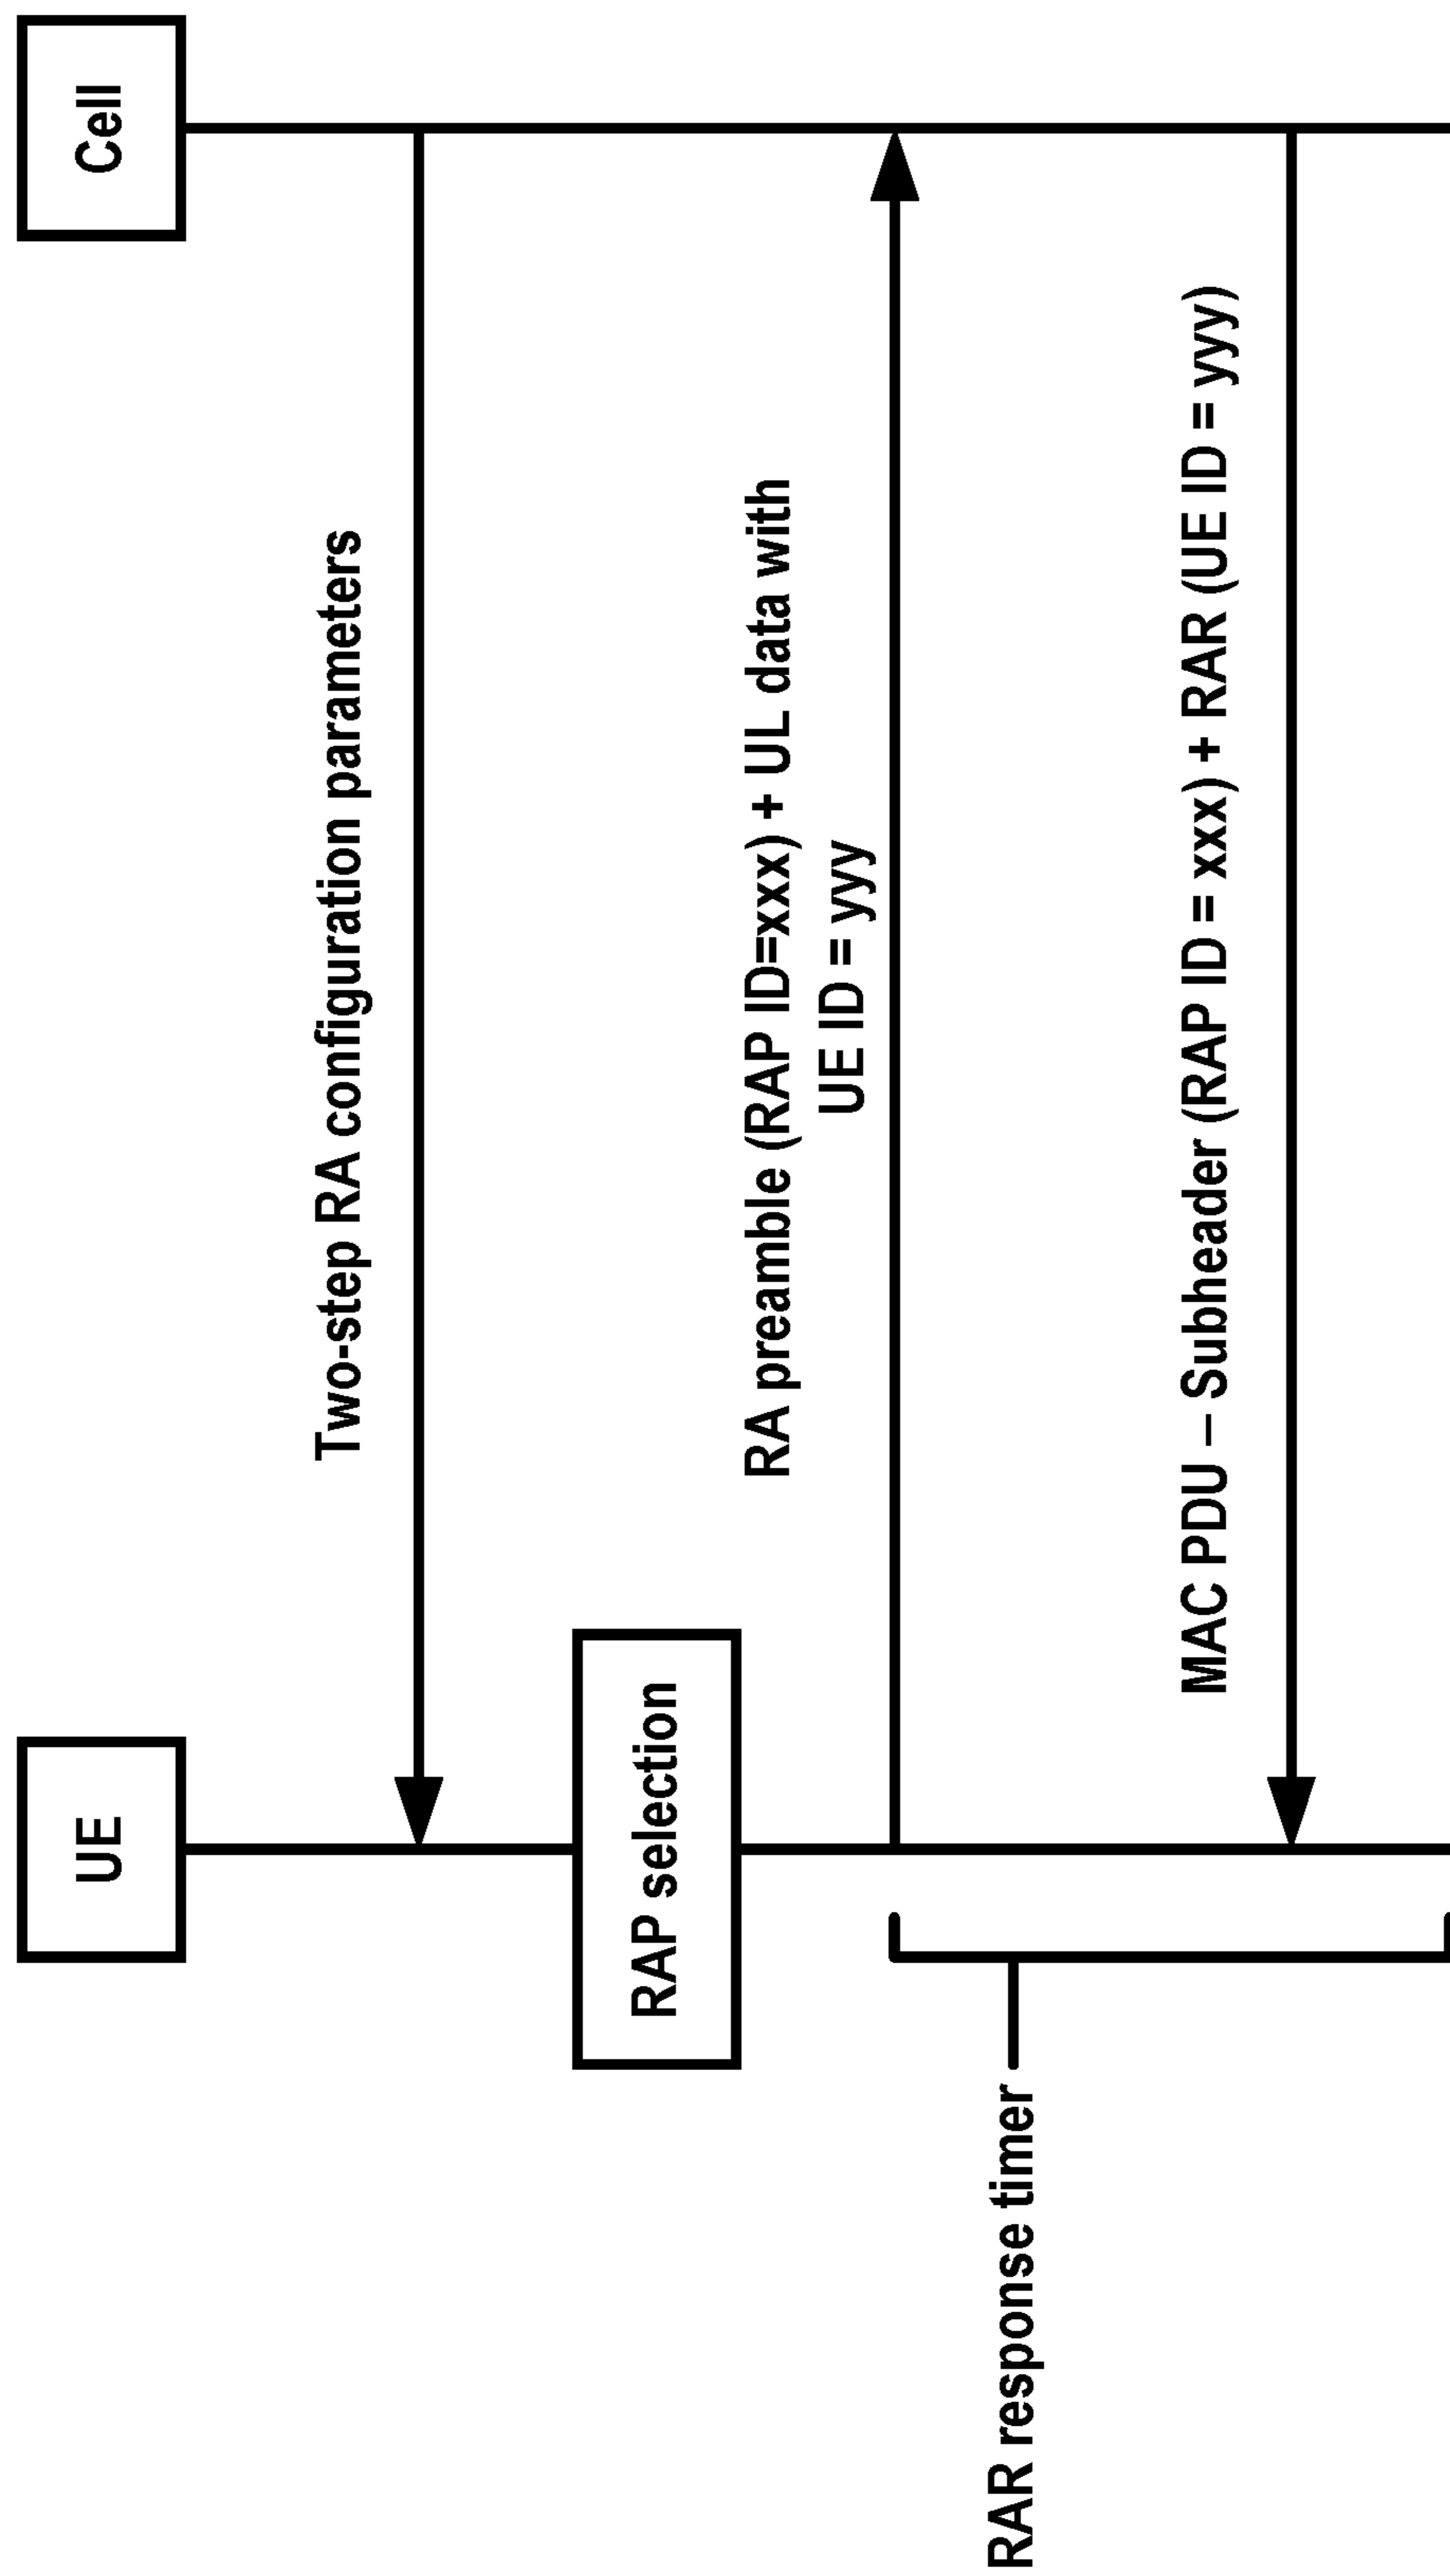 UE
Cell
Two-step RA configuration parameters
RAP selection
RA preamble (RAP ID=xxx) + UL data with
UE ID = yyy
RAR response timer
MAC PDU – Subheader (RAP ID = xxx) + RAR (UE ID = yyy)